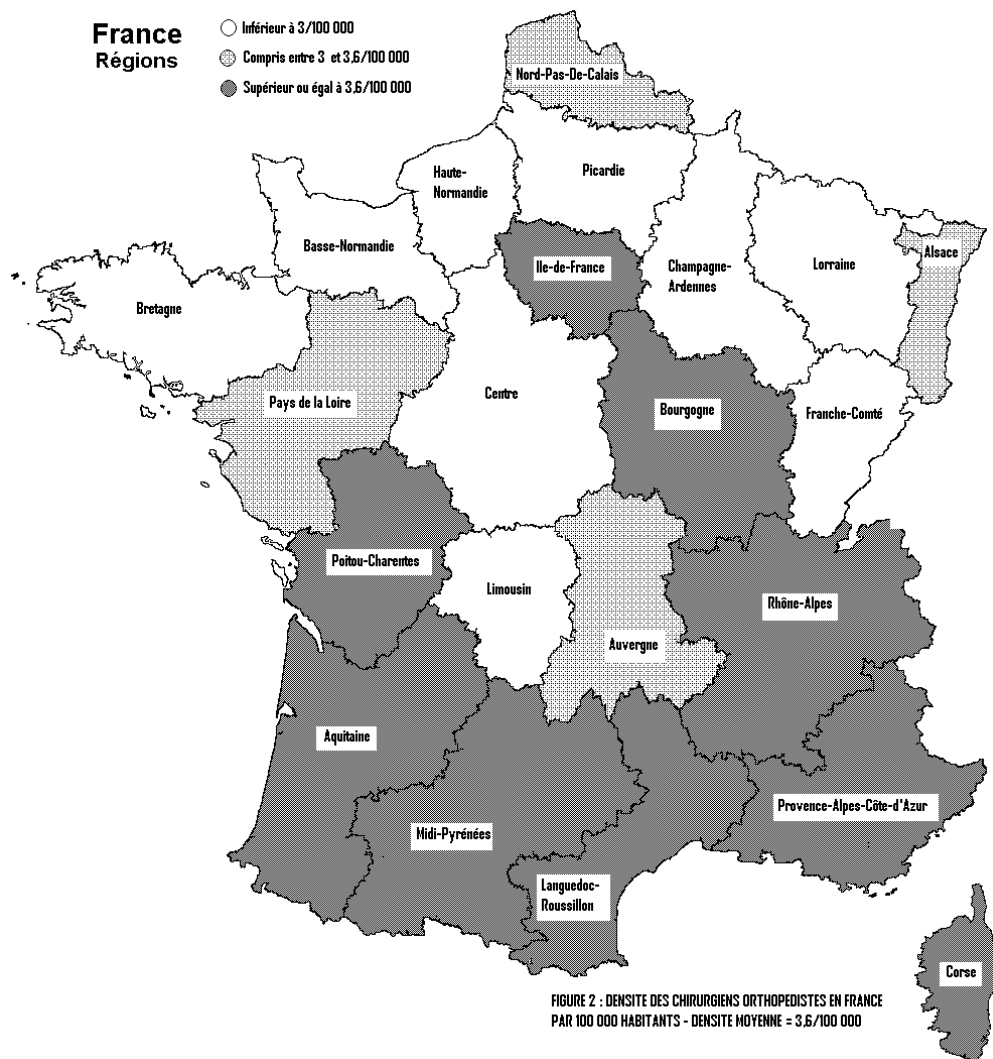 France
Régions
Inférieur à 3/100 000
Compris entre 3 et 3,6/100 000
Supérieur ou égal à 3,6/100 000
Nord-Pas-De-Calais
Picardie
Haute-
Normandie
Basse-Normandie
Bretagne
Ile-de-France
Champagne-
Ardennes
Lorraine
Alsace
Pays de la Loire
Centre
Bourgogne
Franche-Comté
Poitou-Charentes
Limousin
Auvergne
Rhône-Alpes
Aquitaine
Midi-Pyrénées
Languedoc-
Roussillon
Provence-Alpes-Côte-d'Azur
Corse
FIGURE 2 : DENSITE DES CHIRURGIENS ORTHOPEDISTES EN FRANCE
PAR 100 000 HABITANTS - DENSITE MOYENNE = 3,6/100 000